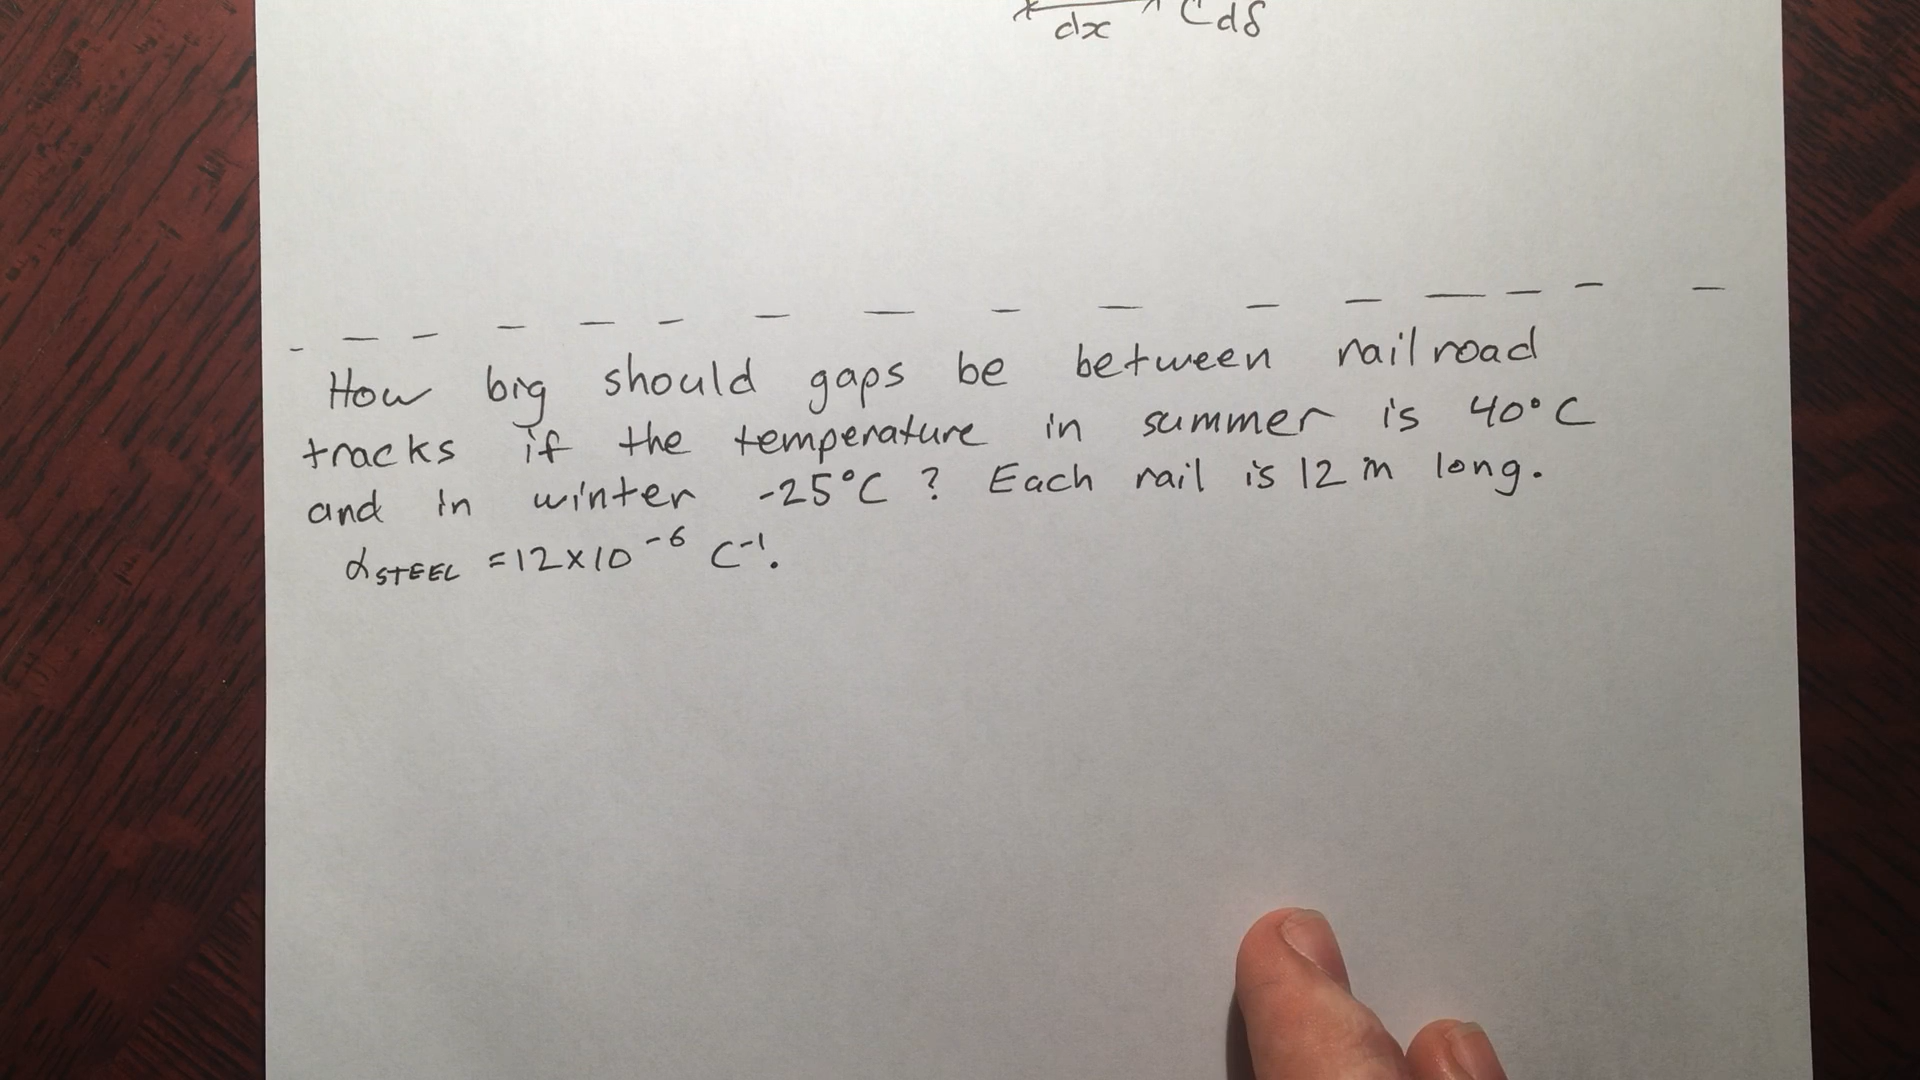 dx dδ
How big should gaps be between railroad
tracks if the temperature in summer is 40°C
and in winter -25°C? Each rail is 12 m long.
α STEEL = 12×10⁻⁶ C⁻¹.